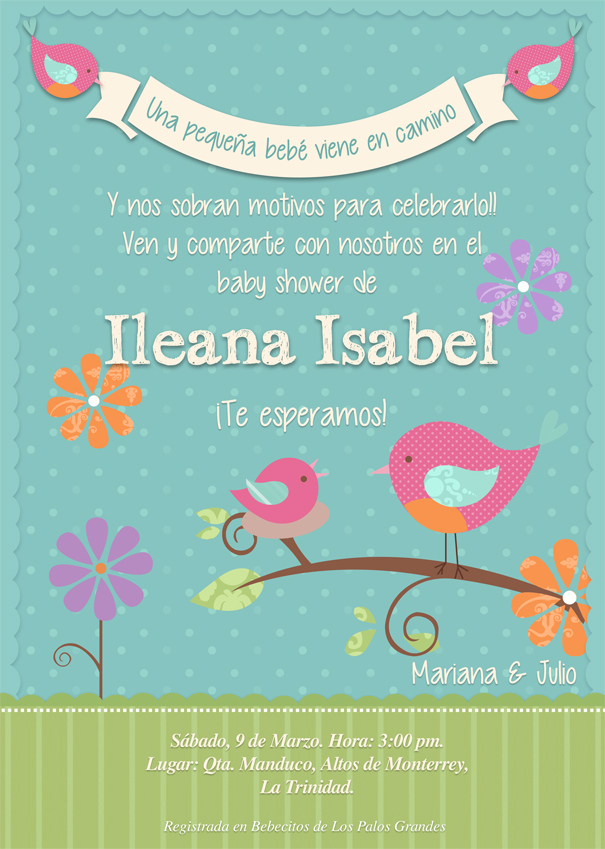 Una pequeña bebé viene en camino
Y nos sobran motivos para celebrarlo!!
Ven y comparte con nosotros en el
baby shower de
Ileana Isabel
¡Te esperamos!
Mariana & Julio
Sábado, 9 de Marzo. Hora: 3:00 pm.
Lugar: Qta. Manduco, Altos de Monterrey,
La Trinidad.
Registrada en Bebecitos de Los Palos Grandes